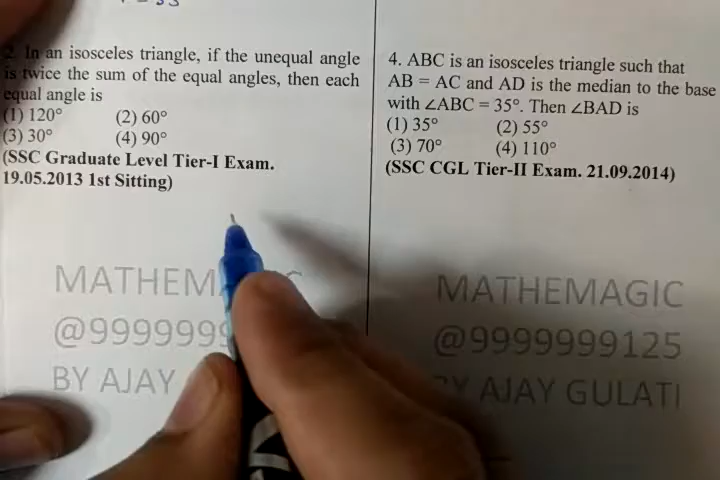 2. In an isosceles triangle, if the unequal angle
is twice the sum of the equal angles, then each
equal angle is
(1) 120° (2) 60°
(3) 30° (4) 90°
(SSC Graduate Level Tier-I Exam.
19.05.2013 1st Sitting)
MATHEM
@9999999
BY AJAY
4. ABC is an isosceles triangle such that
AB = AC and AD is the median to the base
with ∠ABC = 35°. Then ∠BAD is
(1) 35° (2) 55°
(3) 70° (4) 110°
(SSC CGL Tier-II Exam. 21.09.2014)
MATHEMAGIC
@9999999125
BY AJAY GULATI